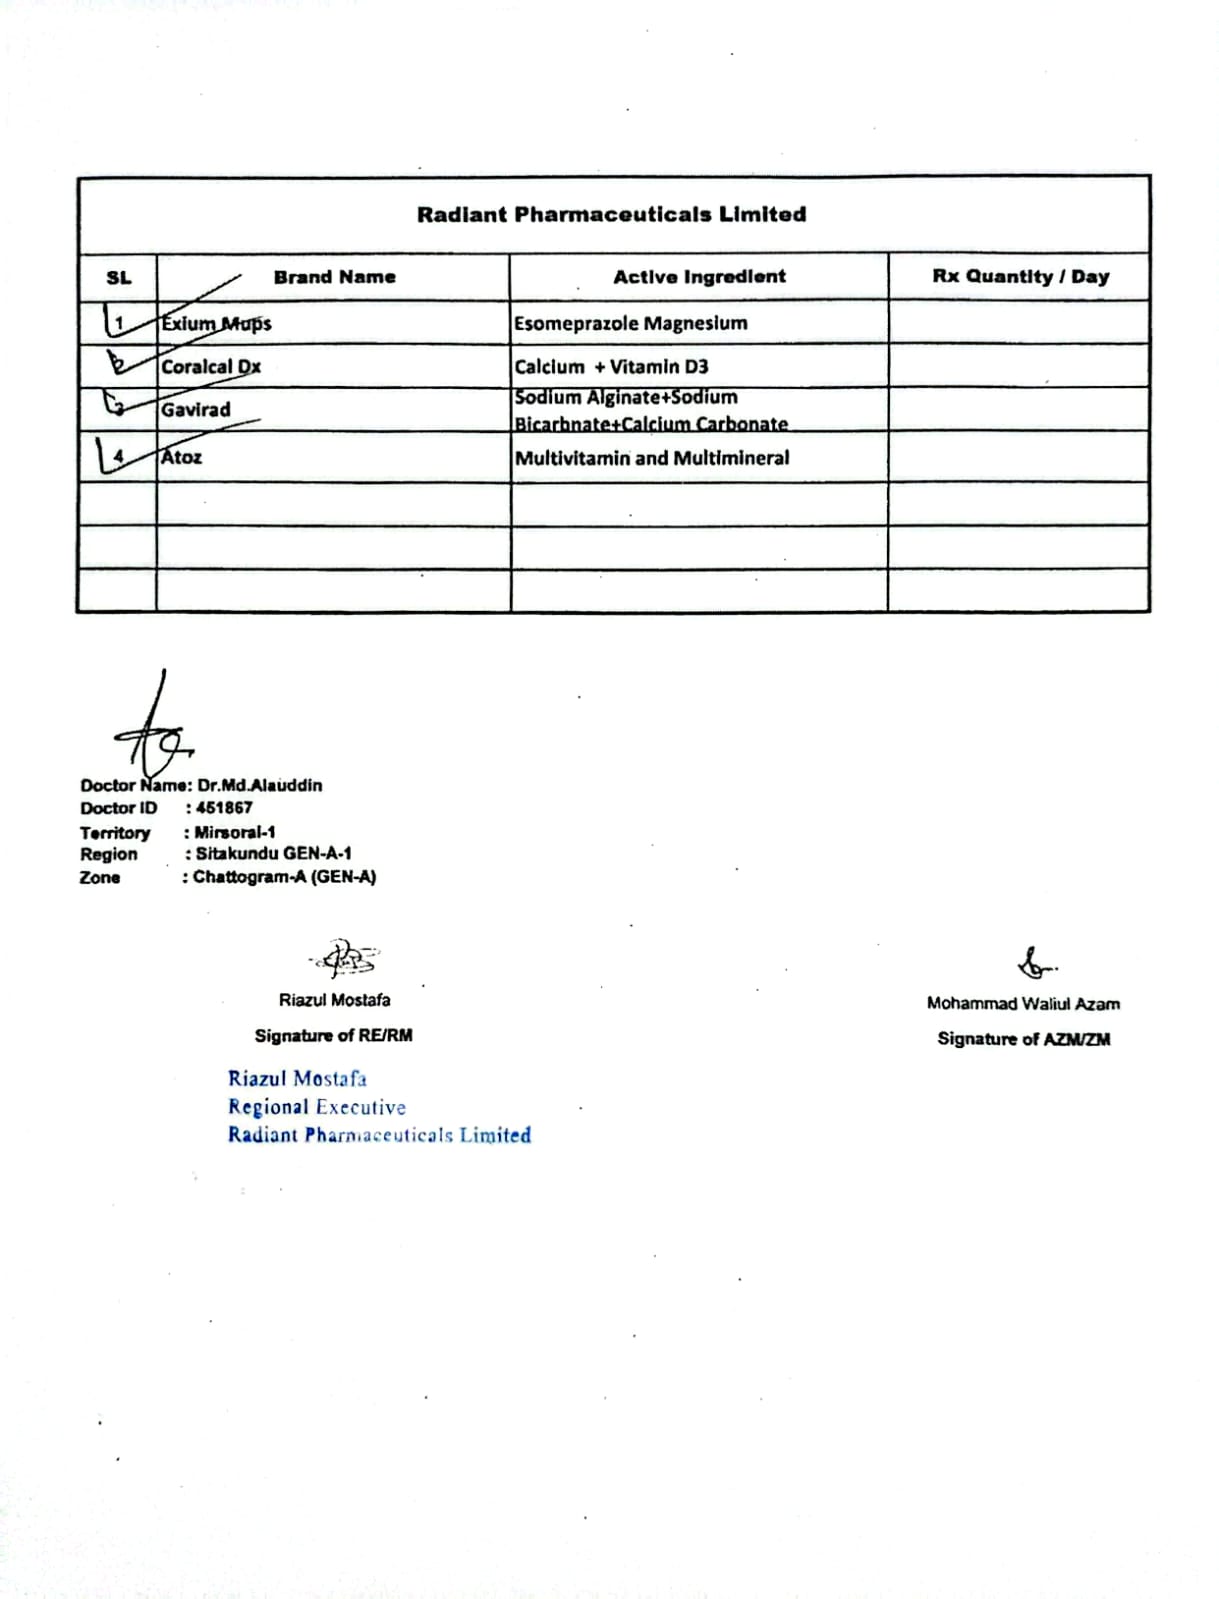 Radiant Pharmaceuticals Limited
SL Brand Name Active Ingredient Rx Quantity / Day
1 Exium Mups Esomeprazole Magnesium
2 Coralcal Dx Calcium + Vitamin D3
3 Gavirad Sodium Alginate+Sodium
Bicarbnate+Calcium Carbonate
4 Atoz Multivitamin and Multimineral
Doctor Name: Dr.Md.Alauddin
Doctor ID : 451867
Territory : Mirsorai-1
Region : Sitakundu GEN-A-1
Zone : Chattogram-A (GEN-A)
Riazul Mostafa Mohammad Waliul Azam
Signature of RE/RM Signature of AZM/ZM
Riazul Mostafa
Regional Executive
Radiant Pharmaceuticals Limited